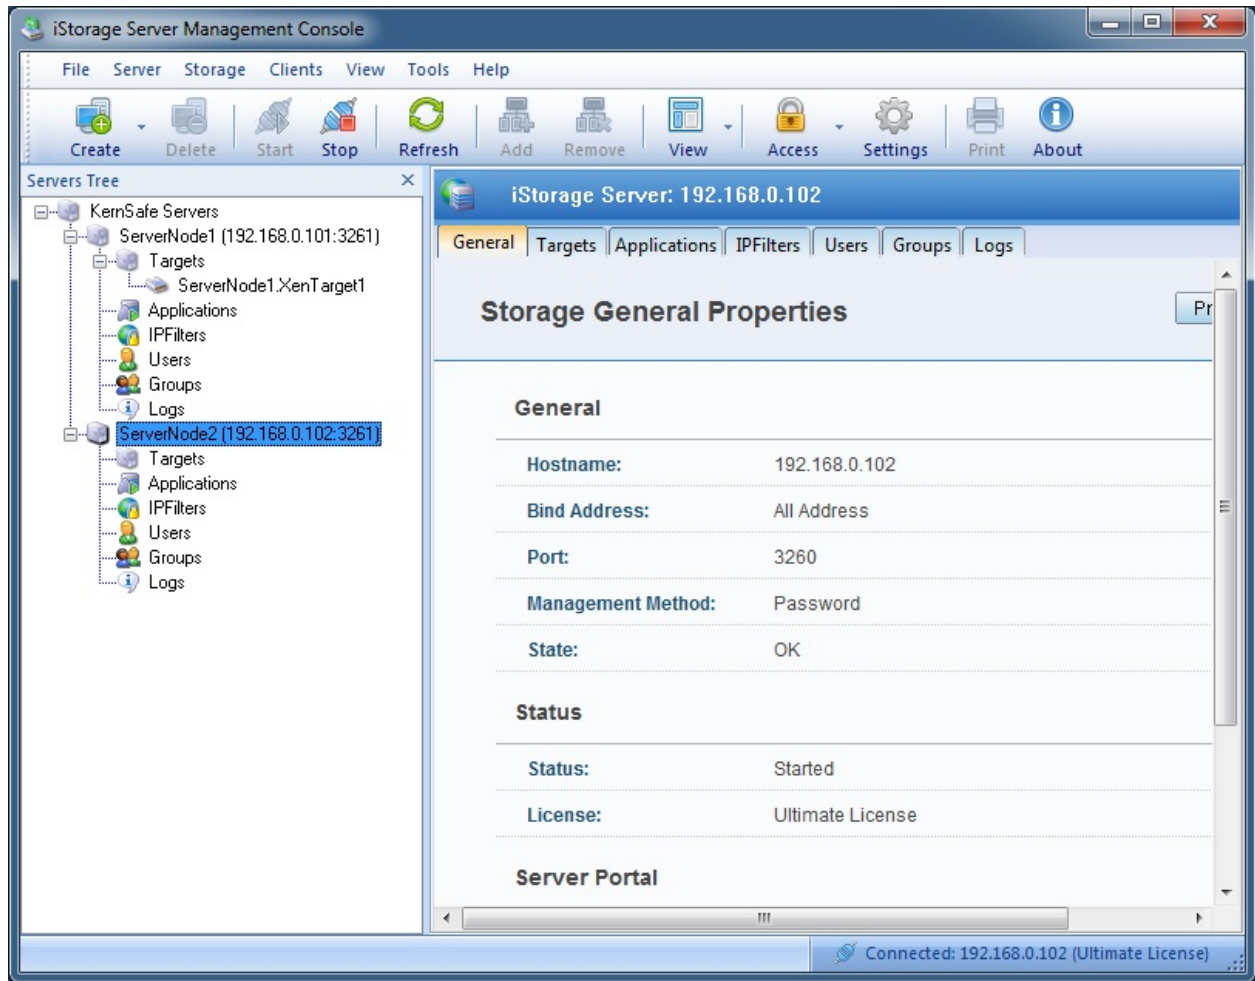 iStorage Server Management Console
File Server Storage Clients View Tools Help
Create Delete Start Stop Refresh Add Remove View Access Settings Print About
Servers Tree
KernSafe Servers
ServerNode1 (192.168.0.101:3261)
Targets
ServerNode1.XenTarget1
Applications
IPFilters
Users
Groups
Logs
ServerNode2 (192.168.0.102:3261)
Targets
Applications
IPFilters
Users
Groups
Logs
iStorage Server: 192.168.0.102
General Targets Applications IPFilters Users Groups Logs
Storage General Properties
Pr
General
Hostname: 192.168.0.102
Bind Address: All Address
Port: 3260
Management Method: Password
State: OK
Status
Status: Started
License: Ultimate License
Server Portal
Connected: 192.168.0.102 (Ultimate License)